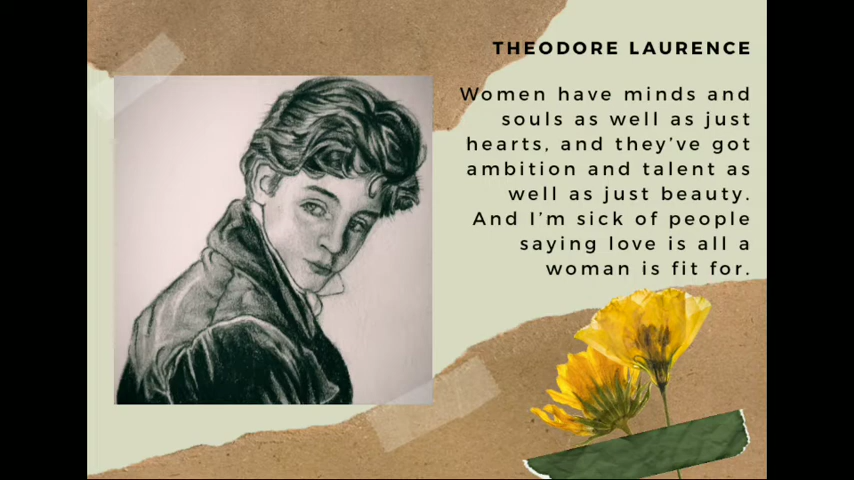 THEODORE LAURENCE
Women have minds and
souls as well as just
hearts, and they’ve got
ambition and talent as
well as just beauty.
And I’m sick of people
saying love is all a
woman is fit for.